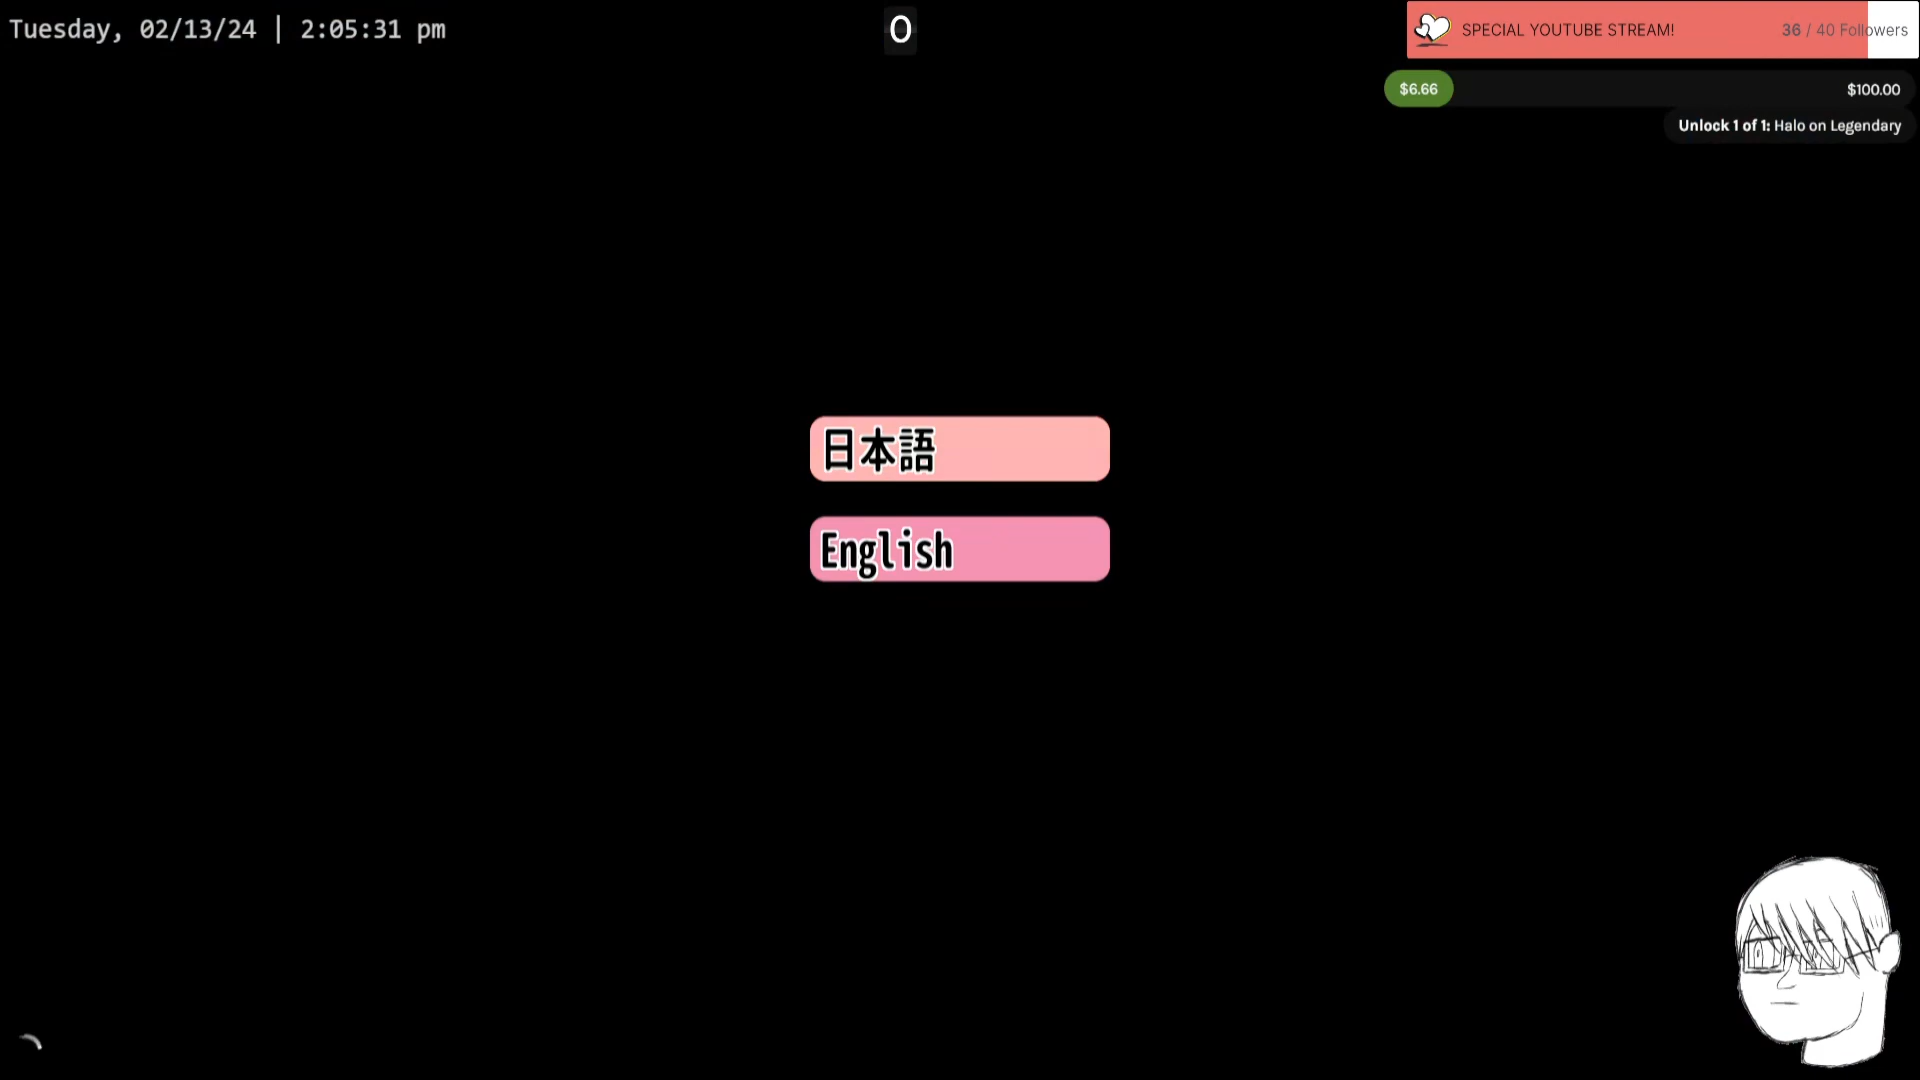 Tuesday, 02/13/24 | 2:05:31 pm
0
SPECIAL YOUTUBE STREAM! 36 / 40 Followers
$6.66 $100.00
Unlock 1 of 1: Halo on Legendary
日本語
English